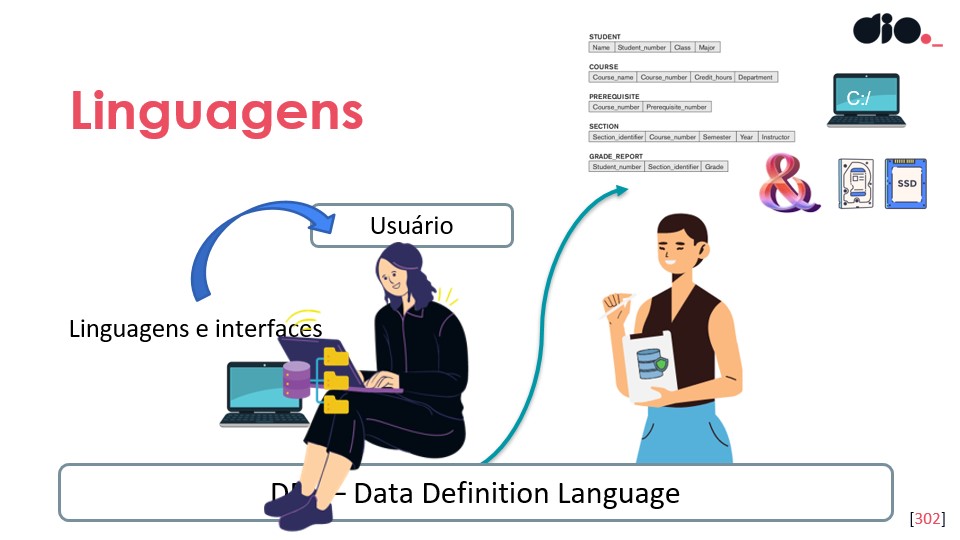 dio._
STUDENT
Name Student_number Class Major
COURSE
Course_name Course_number Credit_hours Department
PREREQUISITE
Course_number Prerequisite_number
SECTION
Section_identifier Course_number Semester Year Instructor
GRADE_REPORT
Student_number Section_identifier Grade
C:/
&
SSD
Linguagens
Usuário
Linguagens e interfaces
– Data Definition Language
[302]